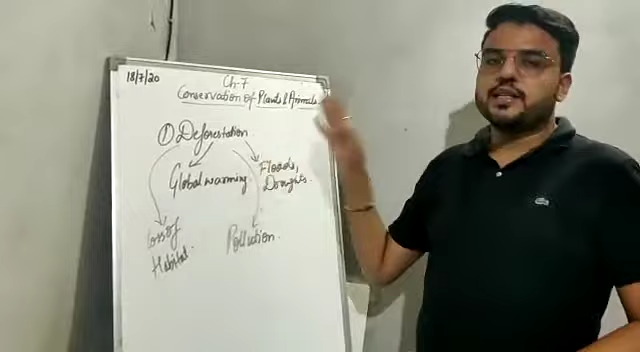 18/7/20
Ch-7
Conservation of Plants & Animals
① Deforestation
Global warming
Floods,
Droughts.
Loss of
Habitat.
Pollution.